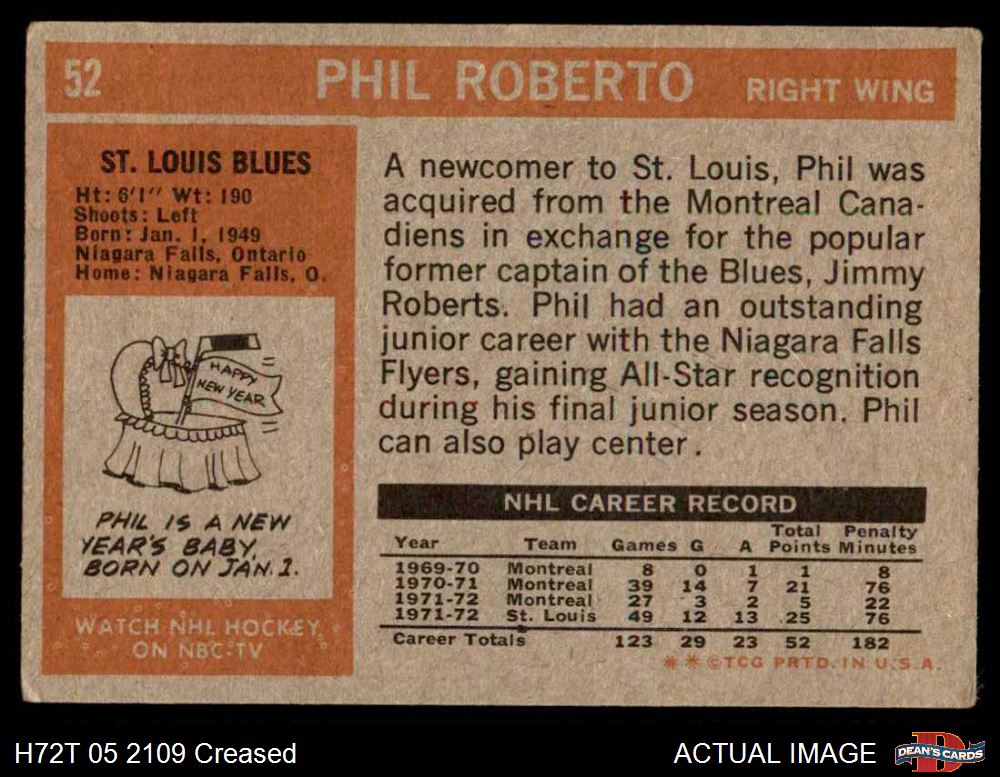 52 PHIL ROBERTO RIGHT WING
ST. LOUIS BLUES
Ht: 6'1" Wt: 190
Shoots: Left
Born: Jan. 1, 1949
Niagara Falls, Ontario
Home: Niagara Falls, O.
HAPPY
NEW YEAR
PHIL IS A NEW
YEAR'S BABY,
BORN ON JAN. 1.
WATCH NHL HOCKEY
ON NBC-TV
A newcomer to St. Louis, Phil was
acquired from the Montreal Cana-
diens in exchange for the popular
former captain of the Blues, Jimmy
Roberts. Phil had an outstanding
junior career with the Niagara Falls
Flyers, gaining All-Star recognition
during his final junior season. Phil
can also play center.
NHL CAREER RECORD
Year Team Games G A Total Points Penalty Minutes
1969-70 Montreal 8 0 1 1 8
1970-71 Montreal 39 14 7 21 76
1971-72 Montreal 27 3 2 5 22
1971-72 St. Louis 49 12 13 25 76
Career Totals 123 29 23 52 182
**©TCG PRTD. IN U.S.A.
H72T 05 2109 Creased ACTUAL IMAGE DEAN'S CARDS